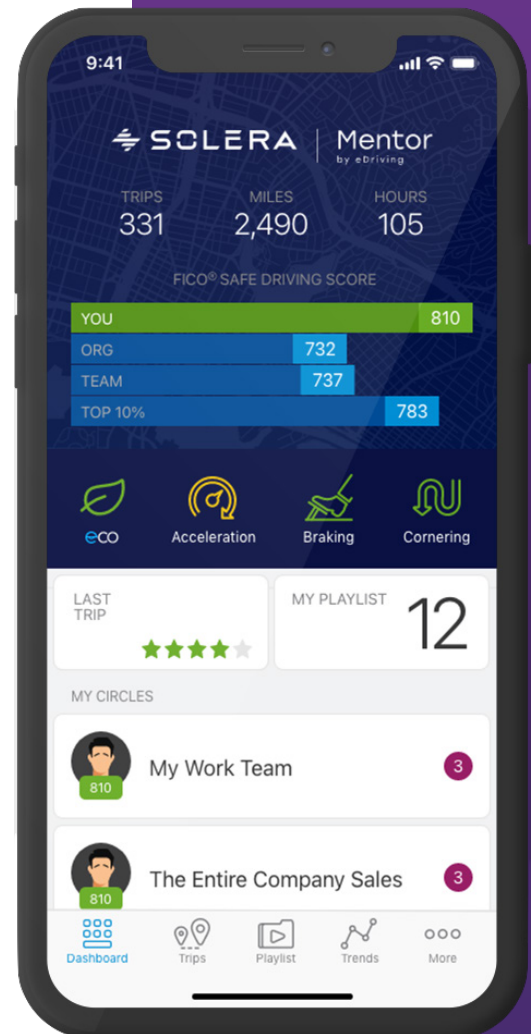 9:41
SOLERA | Mentor
by eDriving
TRIPS MILES HOURS
331 2,490 105
FICO® SAFE DRIVING SCORE
YOU 810
ORG 732
TEAM 737
TOP 10% 783
eco Acceleration Braking Cornering
LAST
TRIP
MY PLAYLIST 12
MY CIRCLES
810 My Work Team 3
810 The Entire Company Sales 3
Dashboard Trips Playlist Trends More